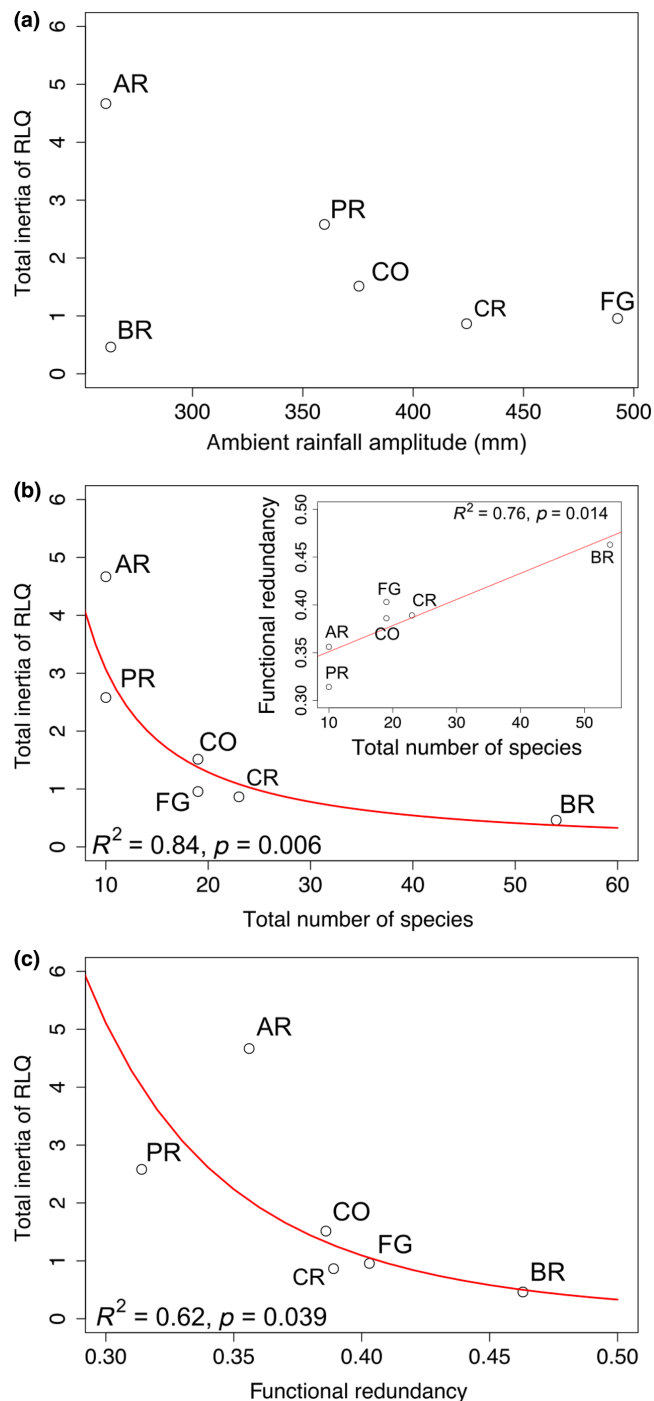 (a)
Total inertia of RLQ
0 1 2 3 4 5 6
AR
PR
CO
BR
CR
FG
300 350 400 450 500
Ambient rainfall amplitude (mm)
(b)
Total inertia of RLQ
0 1 2 3 4 5 6
AR
PR
CO
FG
CR
BR
R² = 0.84, p = 0.006
10 20 30 40 50 60
Total number of species
Functional redundancy
0.30 0.35 0.40 0.45 0.50
R² = 0.76, p = 0.014
BR
FG
CR
CO
AR
PR
10 20 30 40 50
Total number of species
(c)
Total inertia of RLQ
0 1 2 3 4 5 6
AR
PR
CO
FG
CR
BR
R² = 0.62, p = 0.039
0.30 0.35 0.40 0.45 0.50
Functional redundancy